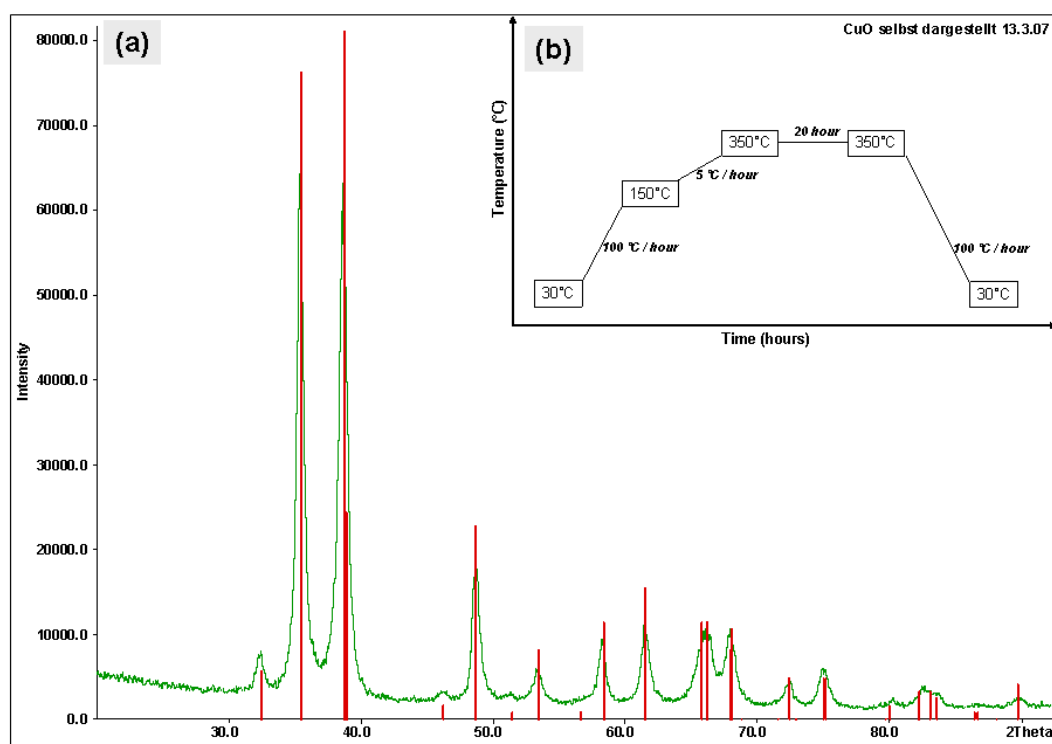 (a)
80000.0
70000.0
60000.0
50000.0
40000.0
30000.0
20000.0
10000.0
0.0
Intensity
30.0
40.0
50.0
60.0
70.0
80.0
2Theta
(b)
CuO selbst dargestellt 13.3.07
Temperature (°C)
30°C
100 °C / hour
150°C
5 °C / hour
350°C
20 hour
350°C
100 °C / hour
30°C
Time (hours)